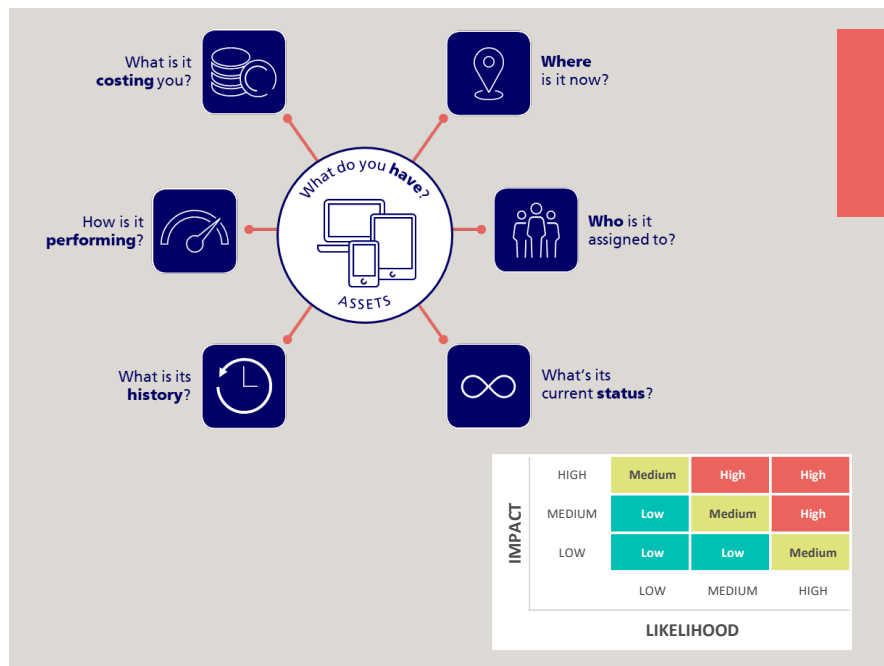 What is it
costing you?
Where
is it now?
What do you have?
ASSETS
How is it
performing?
Who is it
assigned to?
What is its
history?
What's its
current status?
IMPACT
HIGH Medium High High
MEDIUM Low Medium High
LOW Low Low Medium
LOW MEDIUM HIGH
LIKELIHOOD